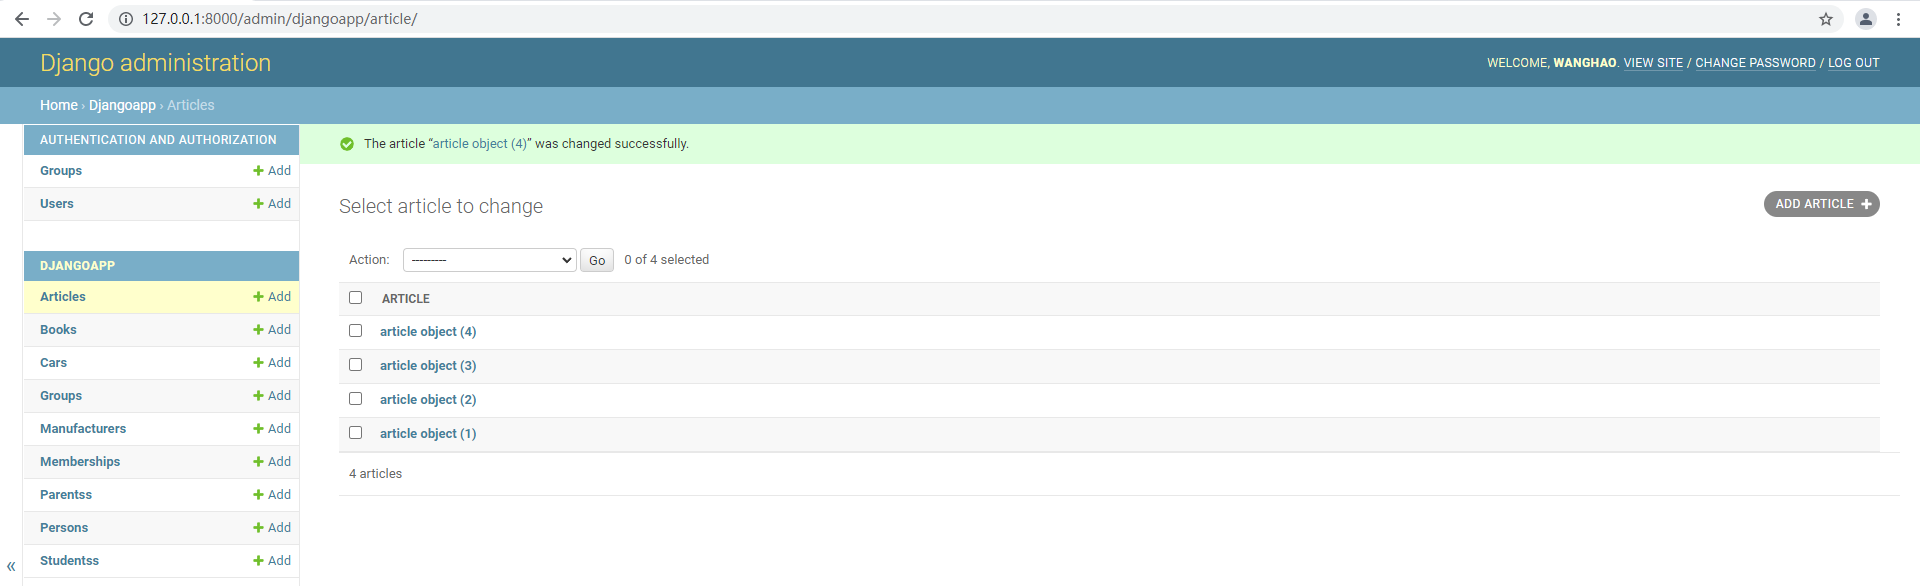 127.0.0.1:8000/admin/djangoapp/article/
Django administration
WELCOME, WANGHAO. VIEW SITE / CHANGE PASSWORD / LOG OUT
Home › Djangoapp › Articles
AUTHENTICATION AND AUTHORIZATION
Groups + Add
Users + Add
DJANGOAPP
Articles + Add
Books + Add
Cars + Add
Groups + Add
Manufacturers + Add
Memberships + Add
Parentss + Add
Persons + Add
Studentss + Add
«
The article “article object (4)” was changed successfully.
Select article to change
ADD ARTICLE +
Action: --------- Go 0 of 4 selected
ARTICLE
article object (4)
article object (3)
article object (2)
article object (1)
4 articles